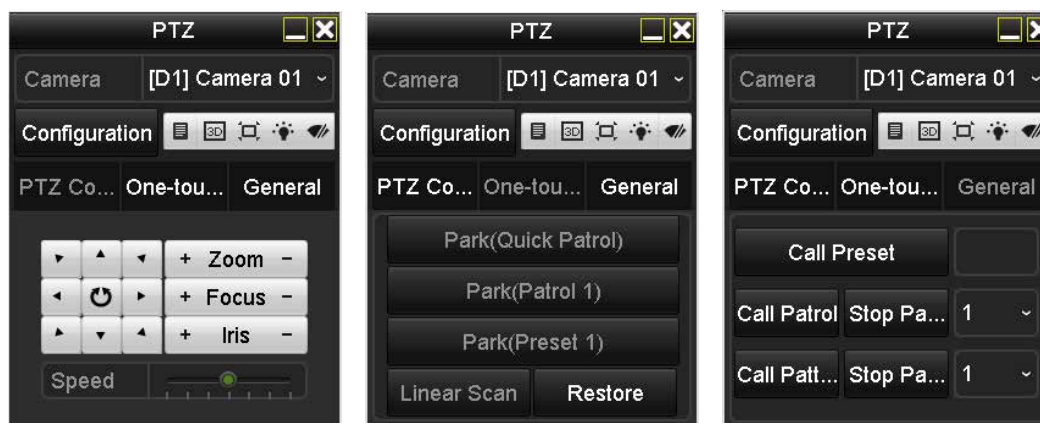 PTZ
Camera [D1] Camera 01
Configuration 3D
PTZ Co... One-tou... General
+ Zoom -
+ Focus -
+ Iris -
Speed
PTZ
Camera [D1] Camera 01
Configuration 3D
PTZ Co... One-tou... General
Park(Quick Patrol)
Park(Patrol 1)
Park(Preset 1)
Linear Scan Restore
PTZ
Camera [D1] Camera 01
Configuration 3D
PTZ Co... One-tou... General
Call Preset
Call Patrol Stop Pa... 1
Call Patt... Stop Pa... 1